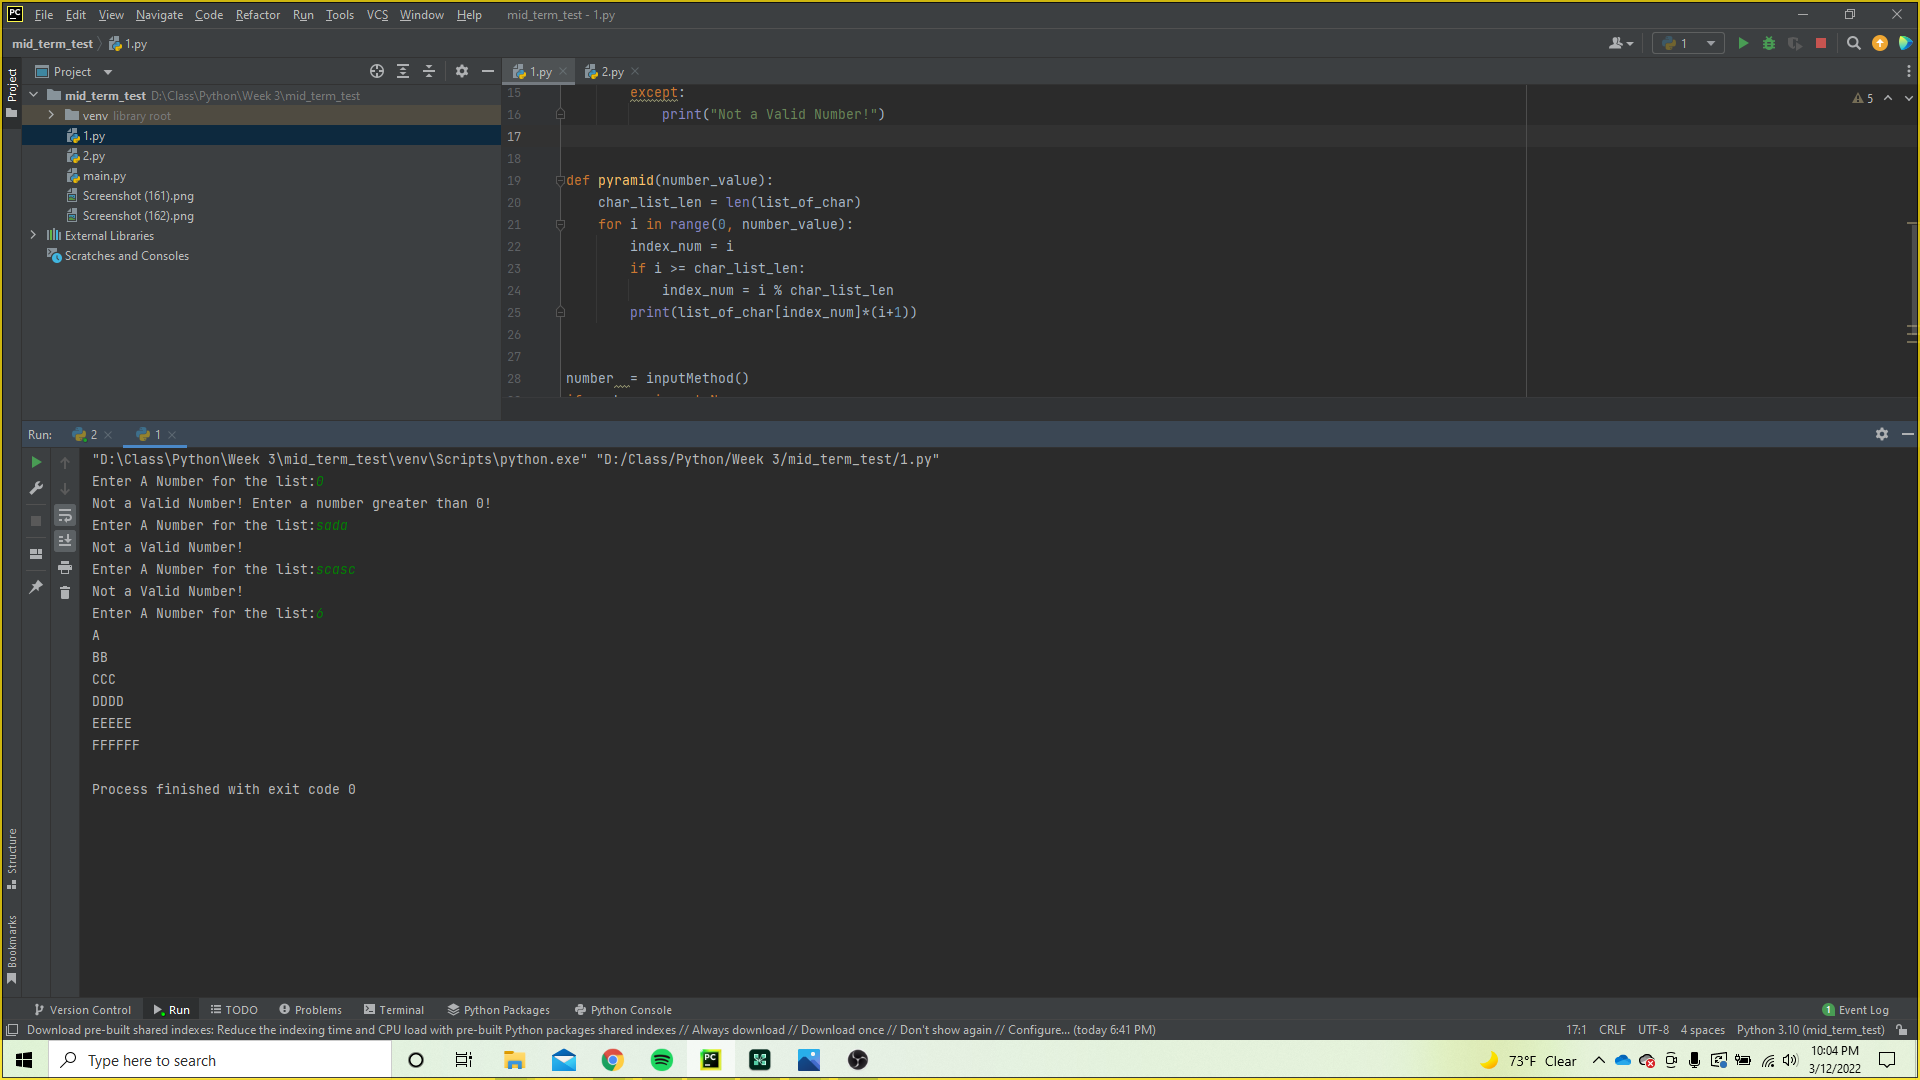 PC File Edit View Navigate Code Refactor Run Tools VCS Window Help mid_term_test - 1.py
mid_term_test 1.py 1
Project
Project
1.py
2.py
mid_term_test D:\Class\Python\Week 3\mid_term_test
venv library root
1.py
2.py
main.py
Screenshot (161).png
Screenshot (162).png
External Libraries
Scratches and Consoles
5
15 except:
16 print("Not a Valid Number!")
17
18
19 def pyramid(number_value):
20 char_list_len = len(list_of_char)
21 for i in range(0, number_value):
22 index_num = i
23 if i >= char_list_len:
24 index_num = i % char_list_len
25 print(list_of_char[index_num]*(i+1))
26
27
28 number = inputMethod()
Run: 2 1
"D:\Class\Python\Week 3\mid_term_test\venv\Scripts\python.exe" "D:/Class/Python/Week 3/mid_term_test/1.py"
Enter A Number for the list:0
Not a Valid Number! Enter a number greater than 0!
Enter A Number for the list:sada
Not a Valid Number!
Enter A Number for the list:scasc
Not a Valid Number!
Enter A Number for the list:6
A
BB
CCC
DDDD
EEEEE
FFFFFF
Process finished with exit code 0
Structure
Bookmarks
Version Control Run TODO Problems Terminal Python Packages Python Console 1 Event Log
Download pre-built shared indexes: Reduce the indexing time and CPU load with pre-built Python packages shared indexes // Always download // Download once // Don't show again // Configure... (today 6:41 PM) 17:1 CRLF UTF-8 4 spaces Python 3.10 (mid_term_test)
Type here to search PC 73°F Clear 10:04 PM
3/12/2022